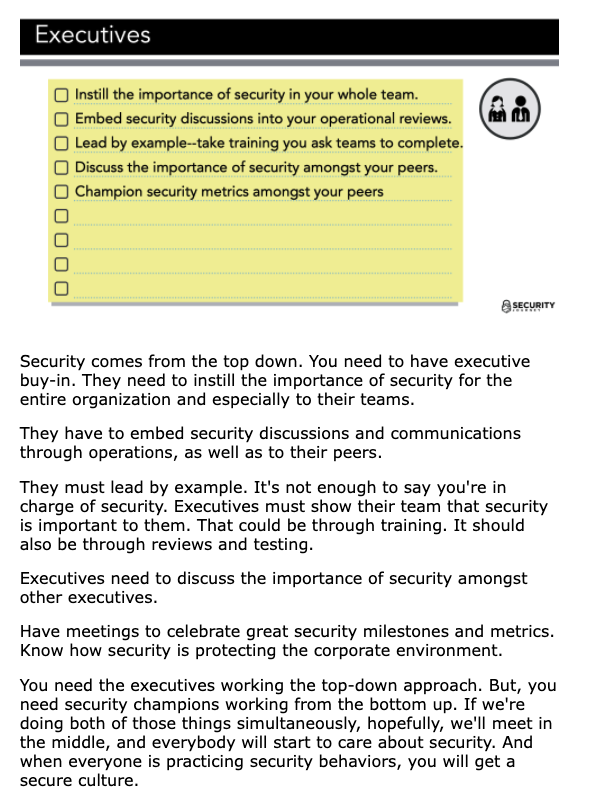 Executives
Instill the importance of security in your whole team.
Embed security discussions into your operational reviews.
Lead by example--take training you ask teams to complete.
Discuss the importance of security amongst your peers.
Champion security metrics amongst your peers
SECURITY
JOURNEY
Security comes from the top down. You need to have executive
buy-in. They need to instill the importance of security for the
entire organization and especially to their teams.
They have to embed security discussions and communications
through operations, as well as to their peers.
They must lead by example. It's not enough to say you're in
charge of security. Executives must show their team that security
is important to them. That could be through training. It should
also be through reviews and testing.
Executives need to discuss the importance of security amongst
other executives.
Have meetings to celebrate great security milestones and metrics.
Know how security is protecting the corporate environment.
You need the executives working the top-down approach. But, you
need security champions working from the bottom up. If we're
doing both of those things simultaneously, hopefully, we'll meet in
the middle, and everybody will start to care about security. And
when everyone is practicing security behaviors, you will get a
secure culture.